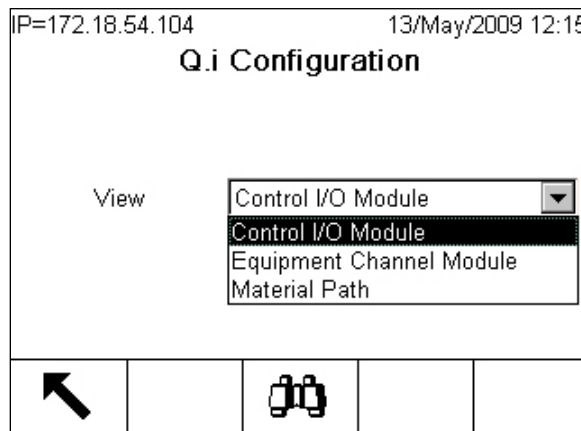 IP=172.18.54.104 13/May/2009 12:15
Q.i Configuration
View Control I/O Module
Control I/O Module
Equipment Channel Module
Material Path